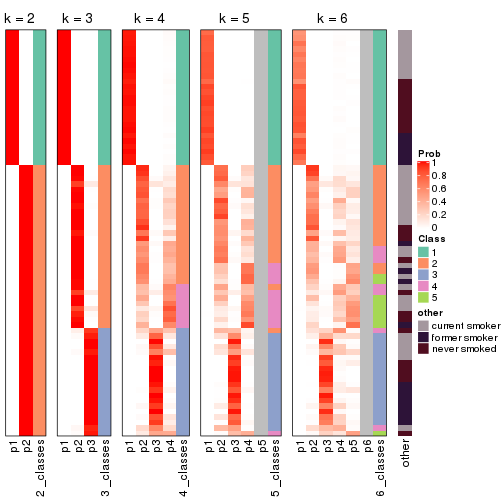 k = 2
k = 3
k = 4
k = 5
k = 6
Prob
1
0.8
0.6
0.4
0.2
0
Class
1
2
3
4
5
other
current smoker
former smoker
never smoked
p1
p2
2_classes
p1
p2
p3
3_classes
p1
p2
p3
p4
4_classes
p1
p2
p3
p4
p5
5_classes
p1
p2
p3
p4
p5
p6
6_classes
other